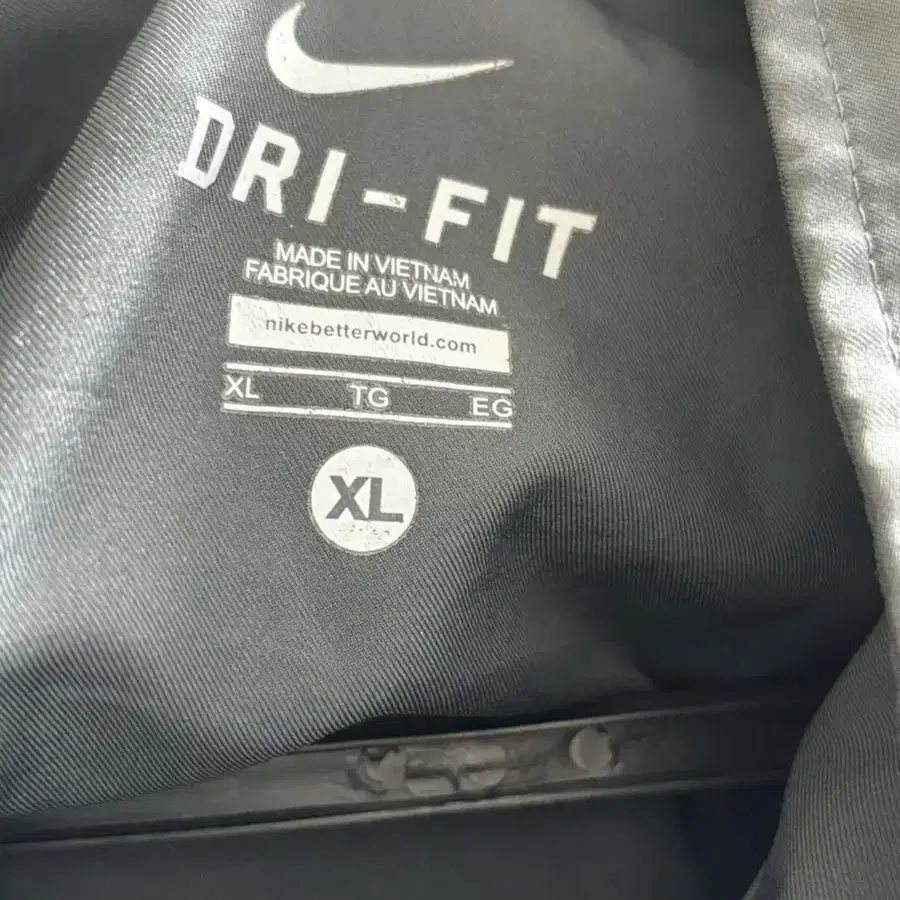 DRI-FIT
MADE IN VIETNAM
FABRIQUE AU VIETNAM
nikebetterworld.com
XL TG EG
XL